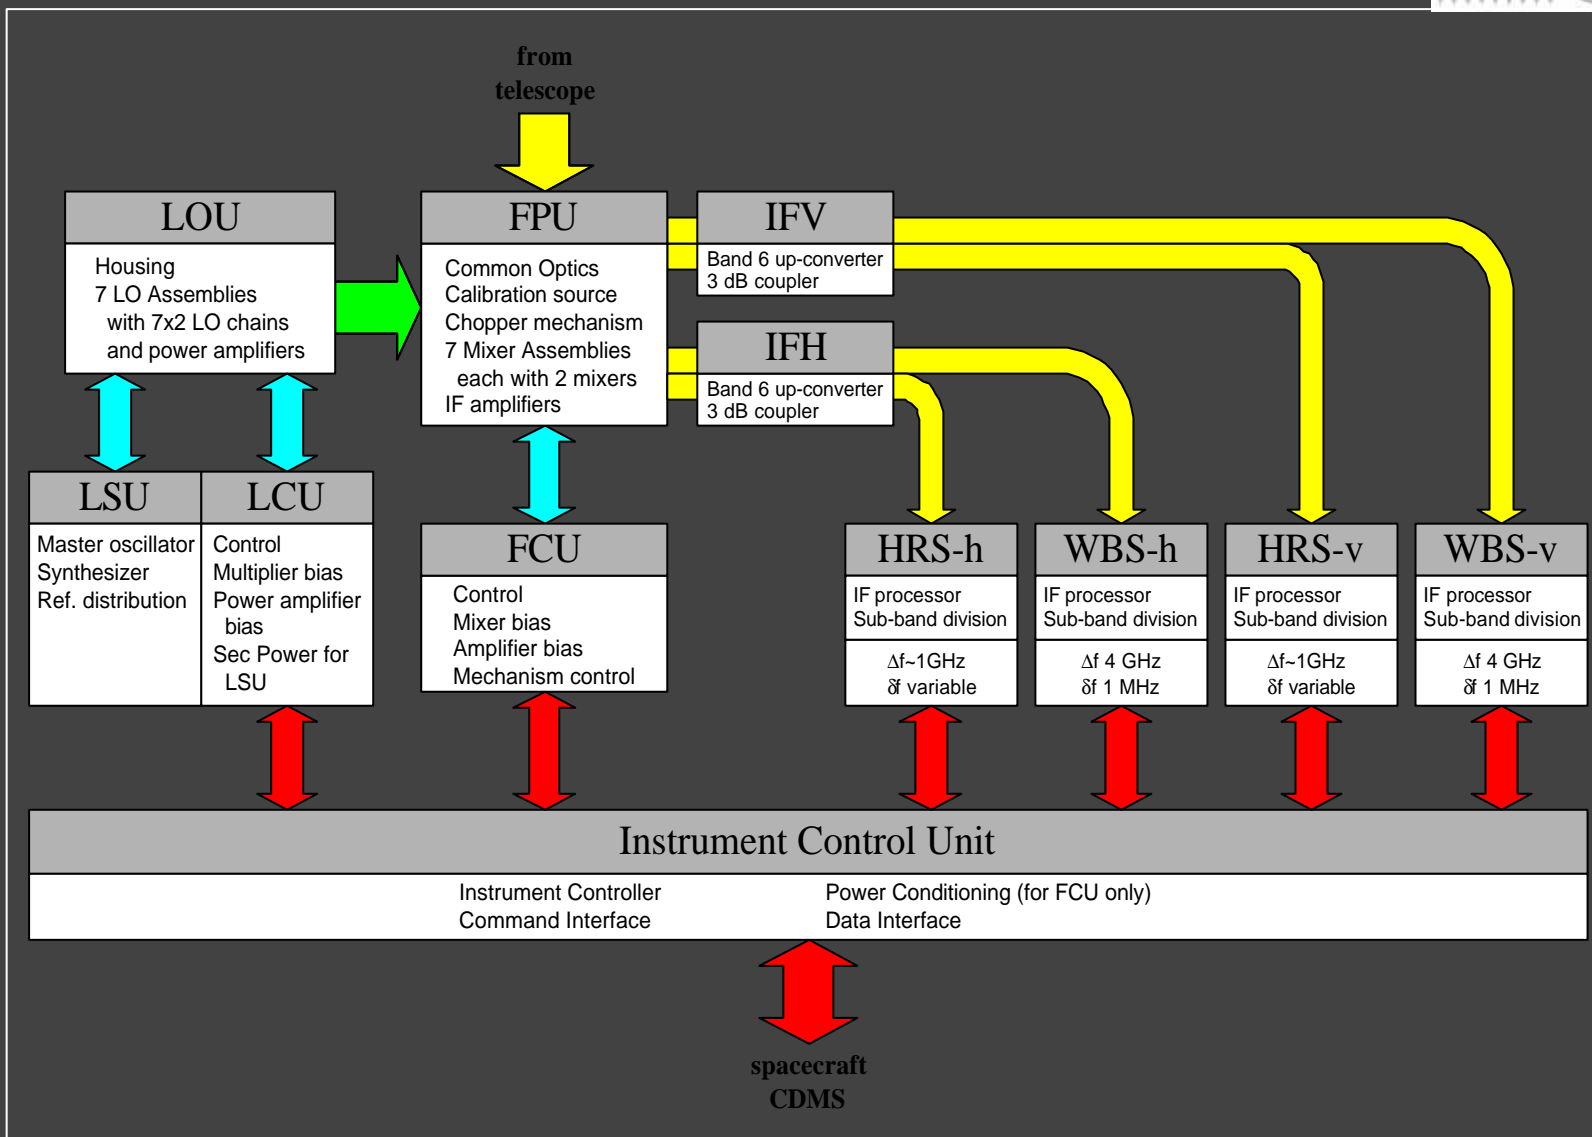 from
telescope
LOU
Housing
7 LO Assemblies
with 7x2 LO chains
and power amplifiers
FPU
Common Optics
Calibration source
Chopper mechanism
7 Mixer Assemblies
each with 2 mixers
IF amplifiers
IFV
Band 6 up-converter
3 dB coupler
IFH
Band 6 up-converter
3 dB coupler
LSU
Master oscillator
Synthesizer
Ref. distribution
LCU
Control
Multiplier bias
Power amplifier
bias
Sec Power for
LSU
FCU
Control
Mixer bias
Amplifier bias
Mechanism control
HRS-h
IF processor
Sub-band division
Δf~1GHz
δf variable
WBS-h
IF processor
Sub-band division
Δf 4 GHz
δf 1 MHz
HRS-v
IF processor
Sub-band division
Δf~1GHz
δf variable
WBS-v
IF processor
Sub-band division
Δf 4 GHz
δf 1 MHz
Instrument Control Unit
Instrument Controller
Command Interface
Power Conditioning (for FCU only)
Data Interface
spacecraft
CDMS